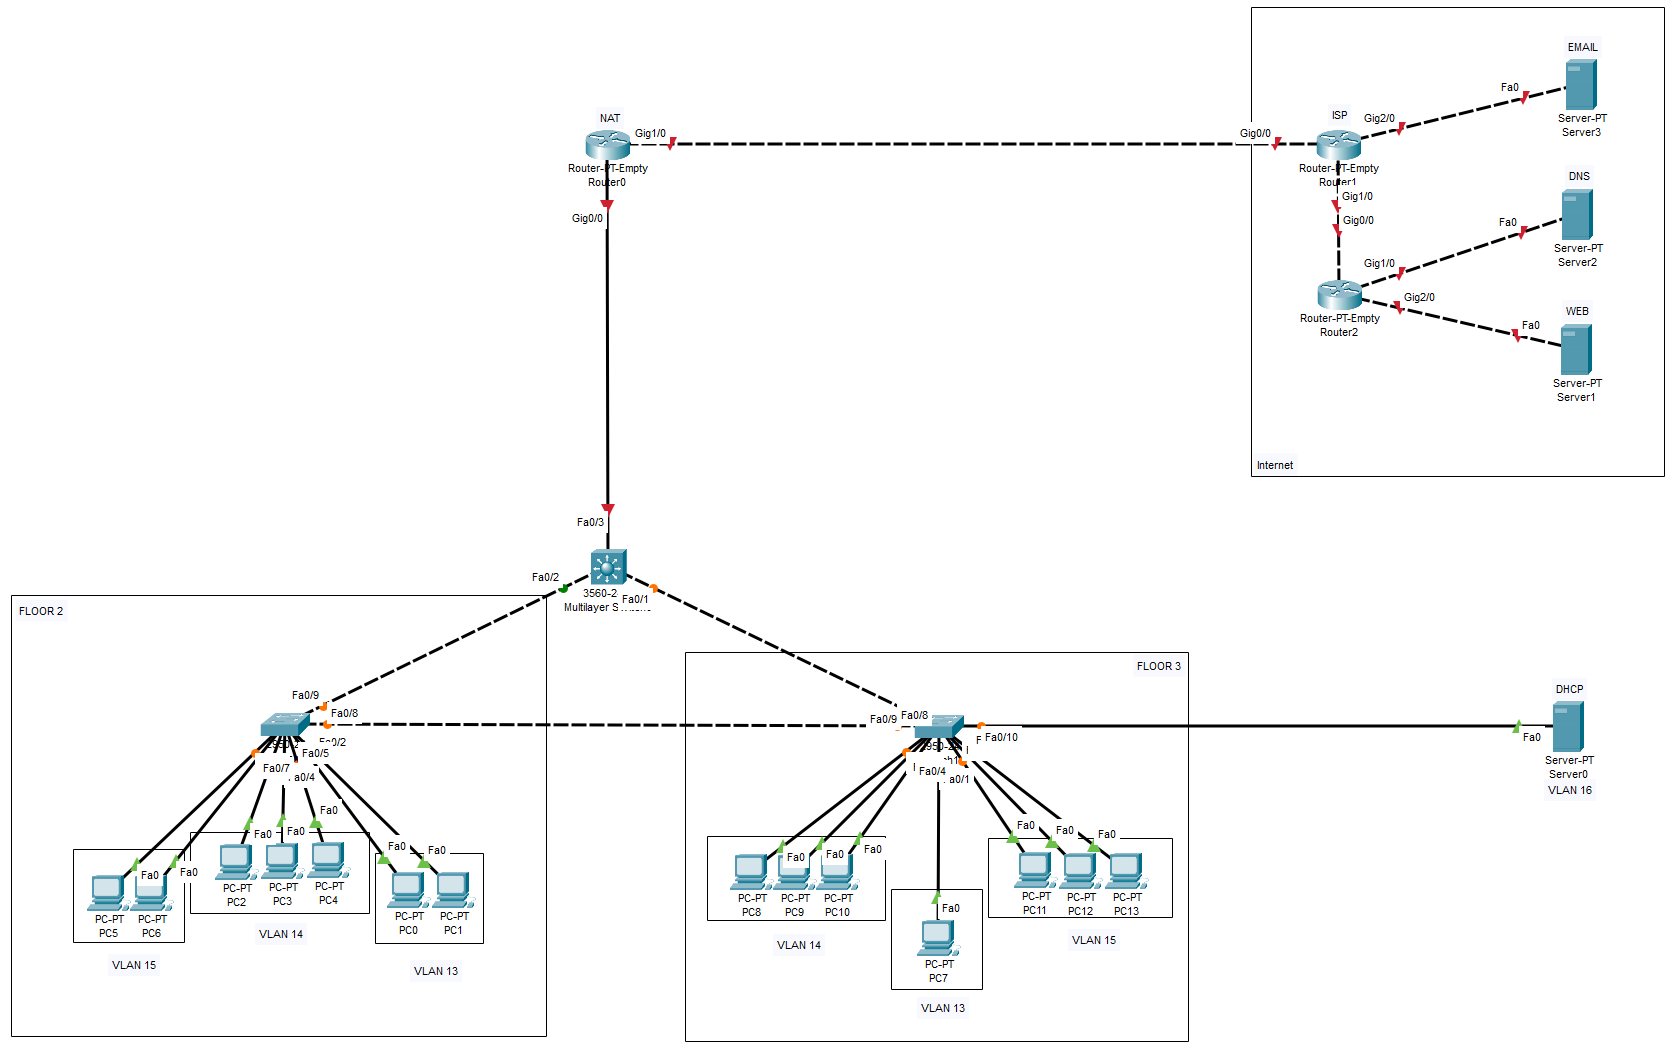 EMAIL
Fa0
Server-PT
Server3
NAT
ISP
Gig2/0
Gig1/0
Gig0/0
Router-PT-Empty
Router0
Router-PT-Empty
Router1
DNS
Gig1/0
Gig0/0
Gig0/0
Fa0
Server-PT
Server2
Gig1/0
Gig2/0
Router-PT-Empty
Router2
WEB
Fa0
Server-PT
Server1
Internet
Fa0/3
Fa0/2
3560-2
Fa0/1
Multilayer
FLOOR 2
FLOOR 3
Fa0/9
Fa0/8
Fa0/9
Fa0/8
Fa0/10
DHCP
Fa0
Server-PT
Server0
VLAN 16
Fa0/5
Fa0/7
a0/4
Fa0/4
a0/1
Fa0
Fa0
Fa0
Fa0
Fa0
Fa0
Fa0
PC-PT
PC5
PC-PT
PC6
PC-PT
PC2
PC-PT
PC3
PC-PT
PC4
PC-PT
PC0
PC-PT
PC1
VLAN 15
VLAN 14
VLAN 13
Fa0
Fa0
Fa0
Fa0
Fa0
Fa0
Fa0
PC-PT
PC8
PC-PT
PC9
PC-PT
PC10
PC-PT
PC7
PC-PT
PC11
PC-PT
PC12
PC-PT
PC13
VLAN 14
VLAN 13
VLAN 15